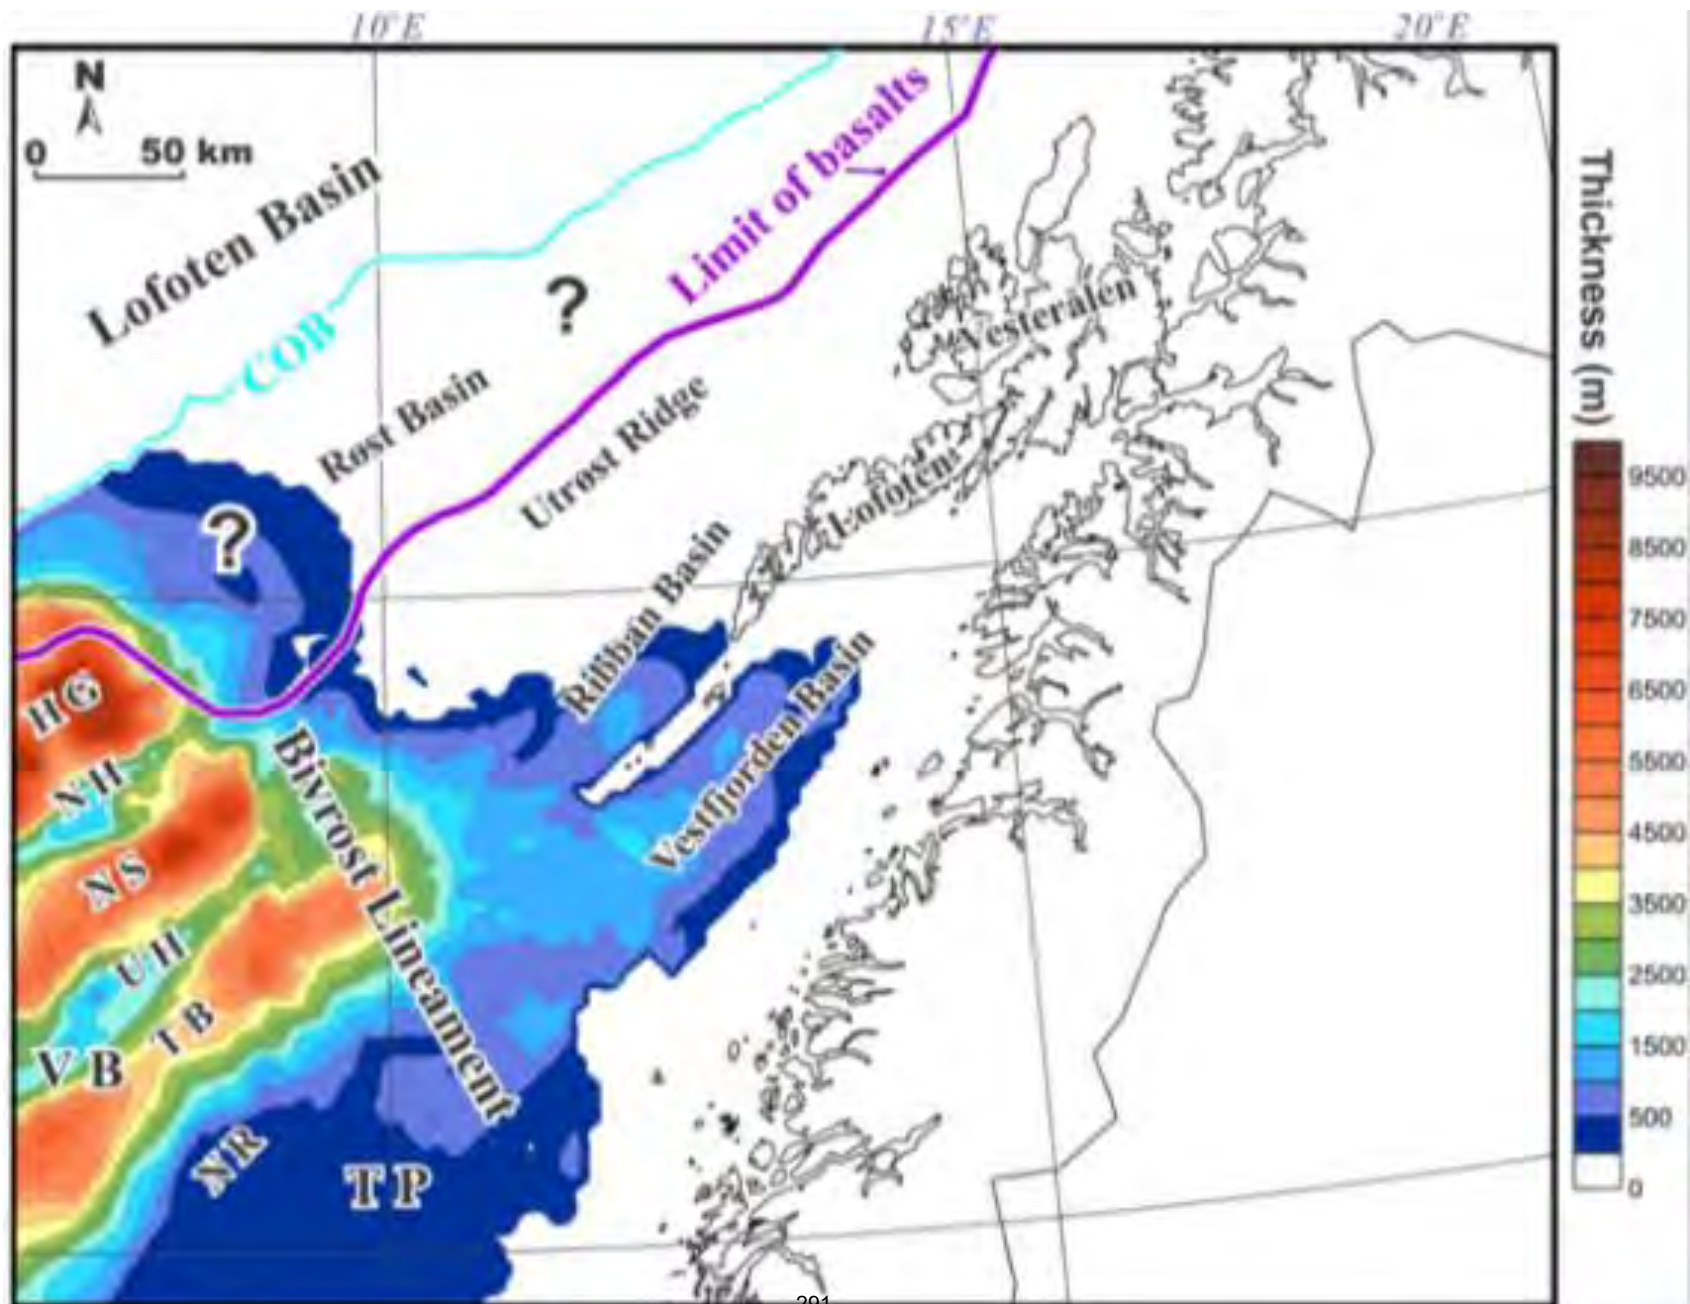 10°E
15°E
20°E
N
0
50 km
Lofoten Basin
Limit of basalts
COB
?
Vesterålen
Røst Basin
Utrøst Ridge
Lofoten
?
Ribban Basin
Vestfjorden Basin
HG
NH
Bivrost Lineament
NS
UH
TB
VB
NR
TP
Thickness (m)
9500
8500
7500
6500
5500
4500
3500
2500
1500
500
0
291